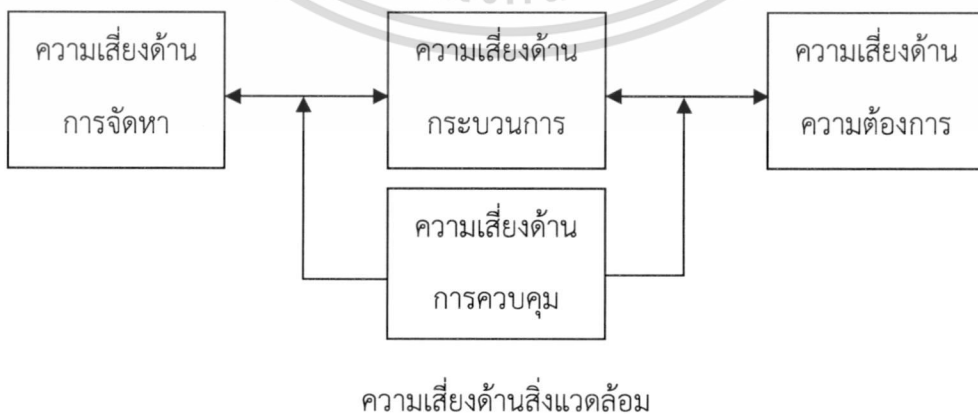 ความเสี่ยงด้าน
การจัดหา
ความเสี่ยงด้าน
กระบวนการ
ความเสี่ยงด้าน
ความต้องการ
ความเสี่ยงด้าน
การควบคุม
ความเสี่ยงด้านสิ่งแวดล้อม